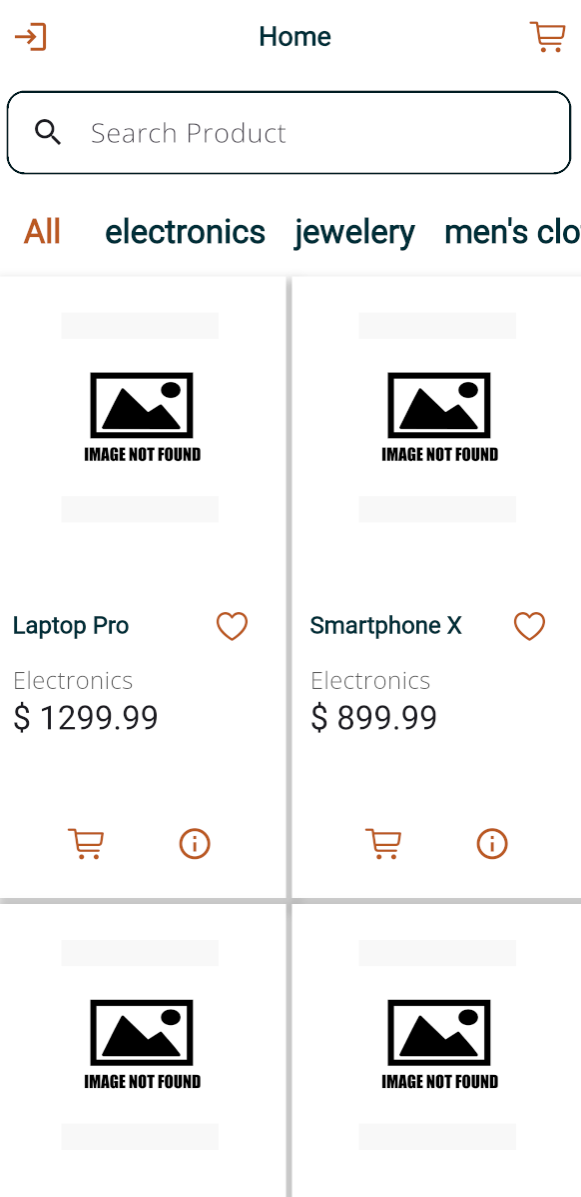 Home
Search Product
All electronics jewelery men's clo
IMAGE NOT FOUND IMAGE NOT FOUND
Laptop Pro Smartphone X
Electronics Electronics
$ 1299.99 $ 899.99
IMAGE NOT FOUND IMAGE NOT FOUND